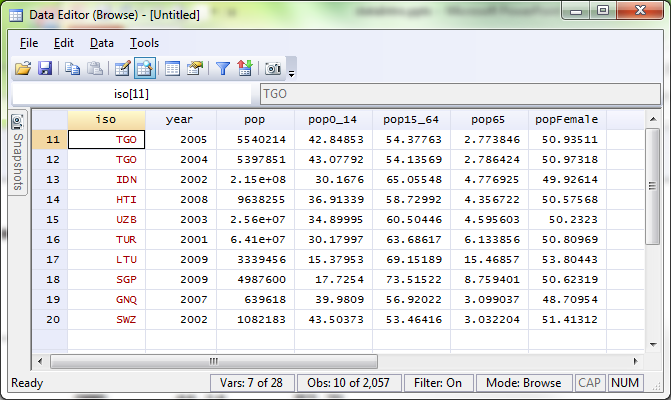 Data Editor (Browse) - [Untitled]
File Edit Data Tools
iso[11] TGO
Snapshots
iso year pop pop0_14 pop15_64 pop65 popFemale
11 TGO 2005 5540214 42.84853 54.37763 2.773846 50.93511
12 TGO 2004 5397851 43.07792 54.13569 2.786424 50.97318
13 IDN 2002 2.15e+08 30.1676 65.05548 4.776925 49.92614
14 HTI 2008 9638255 36.91339 58.72992 4.356722 50.57568
15 UZB 2003 2.56e+07 34.89995 60.50446 4.595603 50.2323
16 TUR 2001 6.41e+07 30.17997 63.68617 6.133856 50.80969
17 LTU 2009 3339456 15.37953 69.15189 15.46857 53.80443
18 SGP 2009 4987600 17.7254 73.51522 8.759401 50.62319
19 GNQ 2007 639618 39.9809 56.92022 3.099037 48.70954
20 SWZ 2002 1082183 43.50373 53.46416 3.032204 51.41312
Ready Vars: 7 of 28 Obs: 10 of 2,057 Filter: On Mode: Browse CAP NUM